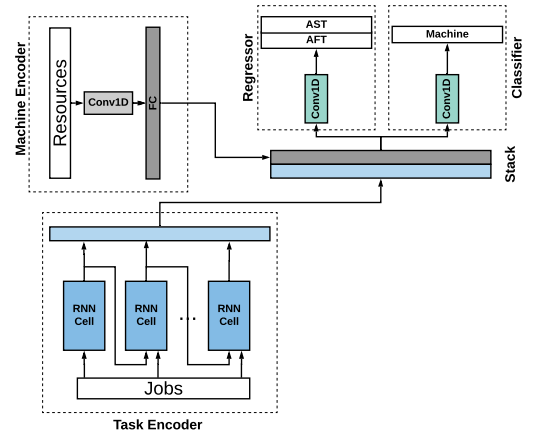 Machine Encoder
Resources
Conv1D
FC
Regressor
AST
AFT
Conv1D
Classifier
Machine
Conv1D
Stack
RNN
Cell
RNN
Cell
...
RNN
Cell
Jobs
Task Encoder